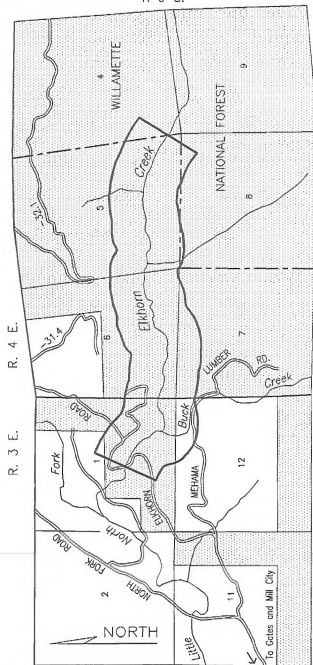 R. 3 E.
R. 4 E.
WILLAMETTE
NATIONAL FOREST
4
9
5
8
6
7
1
12
2
11
-32.1
-31.4
Elkhorn
Creek
Buck
Creek
LUMBER
RD.
MEHAMA
ELKHORN
ROAD
Fork
North
NORTH
FORK
ROAD
Little
NORTH
To Gates and Mill City